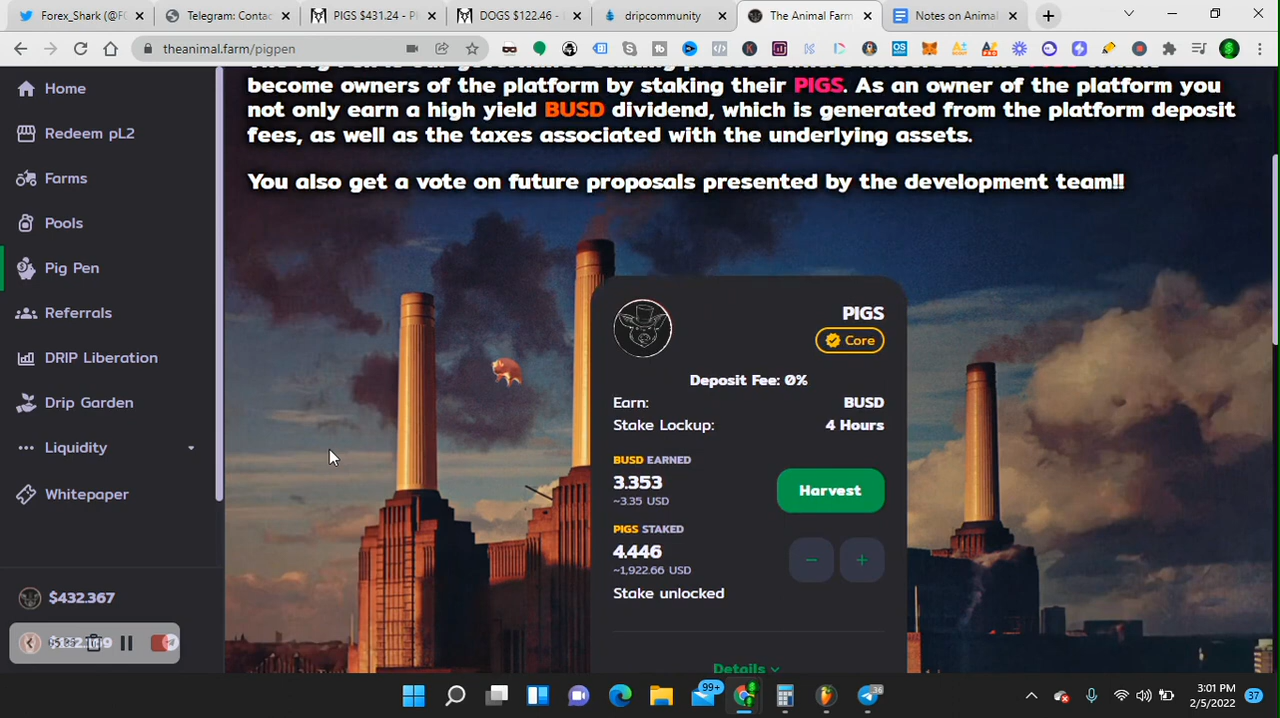 Forex_Shark (@F
Telegram: Contac
PIGS $431.24 - P
DOGS $122.46 -
dripcommunity
The Animal Farm
Notes on Animal
theanimal.farm/pigpen
Home
Redeem pL2
Farms
Pools
Pig Pen
Referrals
DRIP Liberation
Drip Garden
Liquidity
Whitepaper
$432.367
become owners of the platform by staking their PIGS. As an owner of the platform you
not only earn a high yield BUSD dividend, which is generated from the platform deposit
fees, as well as the taxes associated with the underlying assets.
You also get a vote on future proposals presented by the development team!!
PIGS
Core
Deposit Fee: 0%
Earn: BUSD
Stake Lockup: 4 Hours
BUSD EARNED
3.353
~3.35 USD
Harvest
PIGS STAKED
4.446
~1,922.66 USD
Stake unlocked
Details
99+
36
3:01 PM
2/5/2022
37